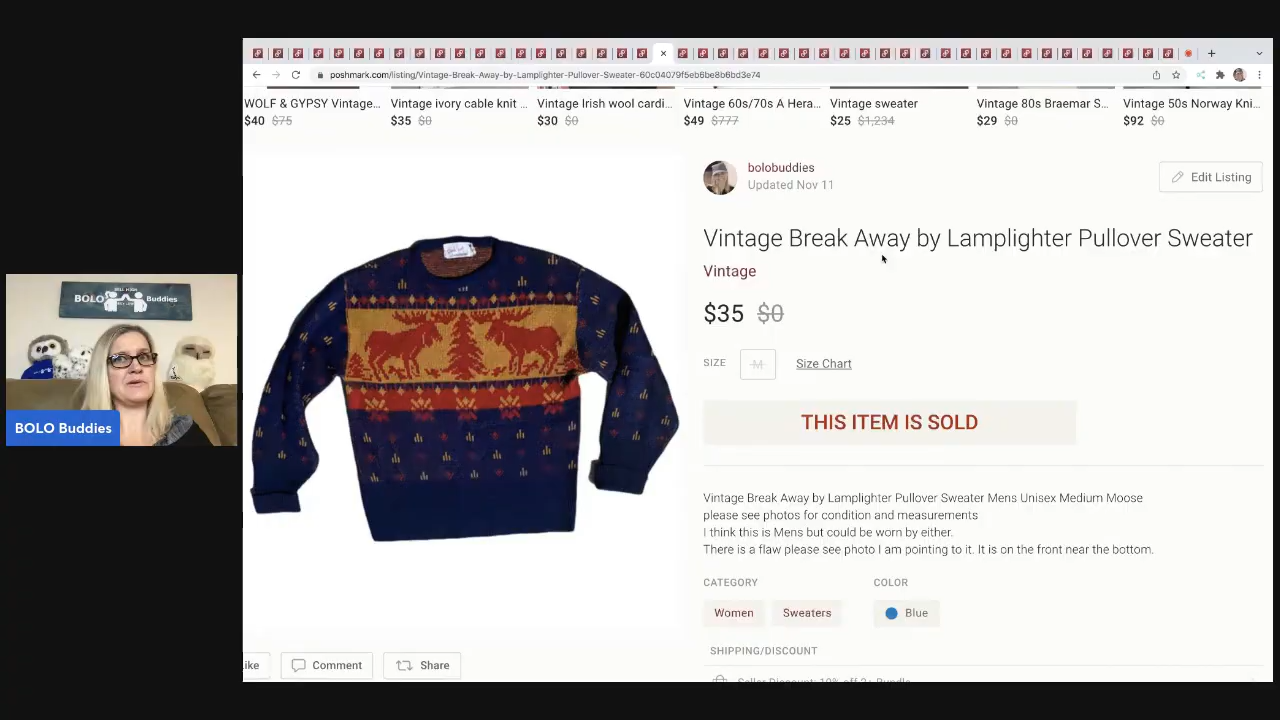 poshmark.com/listing/Vintage-Break-Away-by-Lamplighter-Pullover-Sweater-60c04079f5eb6be8b6bd3e74
WOLF & GYPSY Vintage... Vintage ivory cable knit ... Vintage Irish wool cardi... Vintage 60s/70s A Hera... Vintage sweater Vintage 80s Braemar S... Vintage 50s Norway Kni...
$40 $75 $35 $0 $30 $0 $49 $777 $25 $1,234 $29 $0 $92 $0
bolobuddies
Updated Nov 11
Edit Listing
Vintage Break Away by Lamplighter Pullover Sweater
Vintage
$35 $0
SIZE M Size Chart
THIS ITEM IS SOLD
Vintage Break Away by Lamplighter Pullover Sweater Mens Unisex Medium Moose
please see photos for condition and measurements
I think this is Mens but could be worn by either.
There is a flaw please see photo I am pointing to it. It is on the front near the bottom.
CATEGORY COLOR
Women Sweaters Blue
SHIPPING/DISCOUNT
Seller Discount: 10% off 2+ Bundle
ike Comment Share
BOLO Buddies
BOLO Buddies